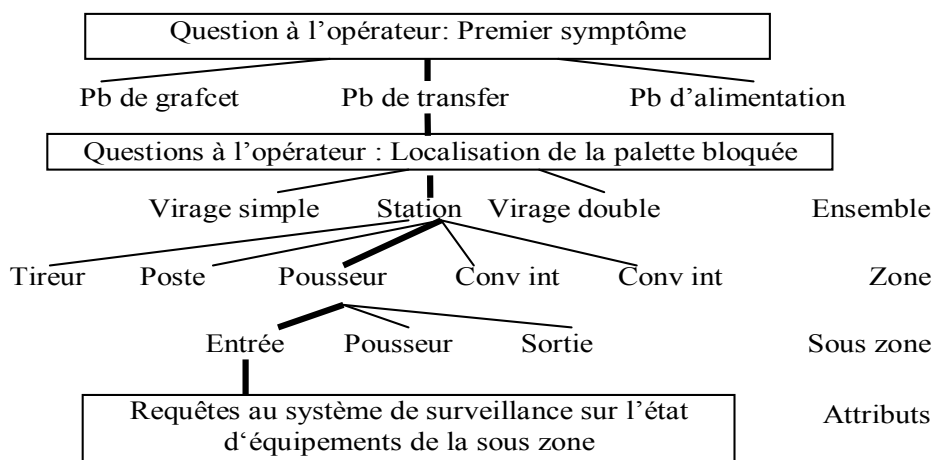 Question à l’opérateur: Premier symptôme
Pb de grafcet Pb de transfer Pb d’alimentation
Questions à l’opérateur : Localisation de la palette bloquée
Virage simple Station Virage double Ensemble
Tireur Poste Pousseur Conv int Conv int Zone
Entrée Pousseur Sortie Sous zone
Requêtes au système de surveillance sur l’état
d‘équipements de la sous zone
Attributs